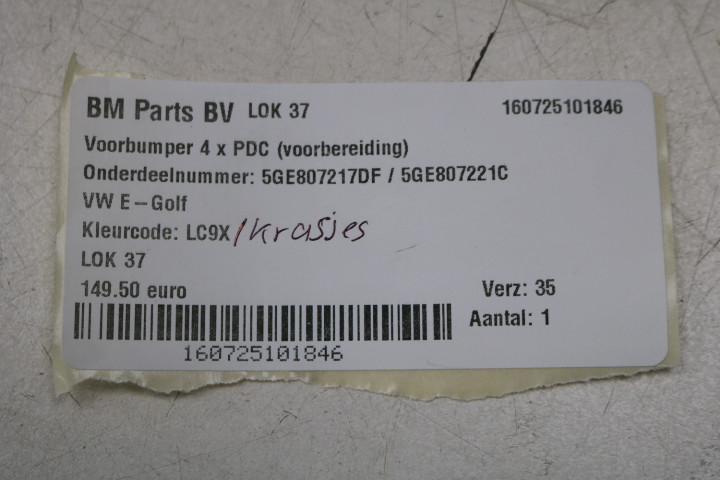 BM Parts BV LOK 37 160725101846
Voorbumper 4 x PDC (voorbereiding)
Onderdeelnummer: 5GE807217DF / 5GE807221C
VW E-Golf
Kleurcode: LC9X /krasjes
LOK 37
149.50 euro Verz: 35
Aantal: 1
160725101846